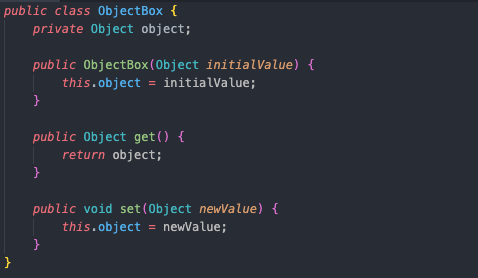 public class ObjectBox {
    private Object object;

    public ObjectBox(Object initialValue) {
        this.object = initialValue;
    }

    public Object get() {
        return object;
    }

    public void set(Object newValue) {
        this.object = newValue;
    }
}